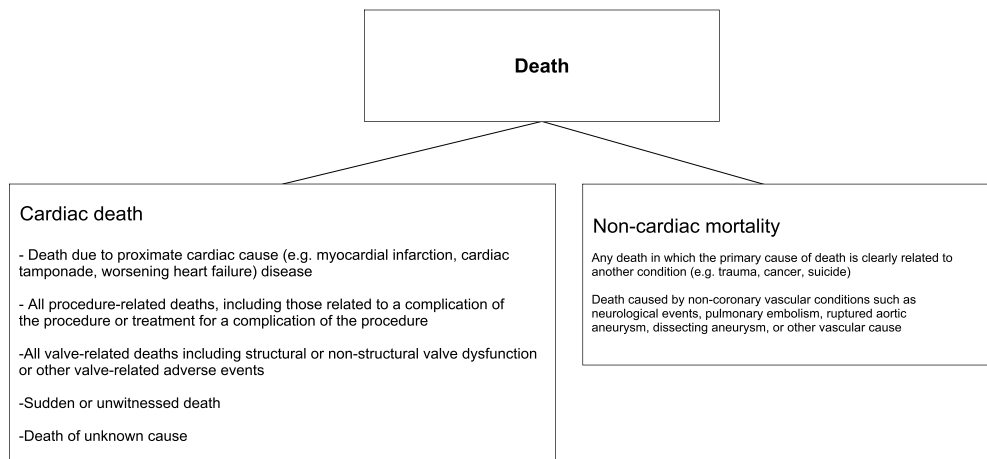 Death
Cardiac death
- Death due to proximate cardiac cause (e.g. myocardial infarction, cardiac
tamponade, worsening heart failure) disease
- All procedure-related deaths, including those related to a complication of
the procedure or treatment for a complication of the procedure
-All valve-related deaths including structural or non-structural valve dysfunction
or other valve-related adverse events
-Sudden or unwitnessed death
-Death of unknown cause
Non-cardiac mortality
Any death in which the primary cause of death is clearly related to
another condition (e.g. trauma, cancer, suicide)
Death caused by non-coronary vascular conditions such as
neurological events, pulmonary embolism, ruptured aortic
aneurysm, dissecting aneurysm, or other vascular cause